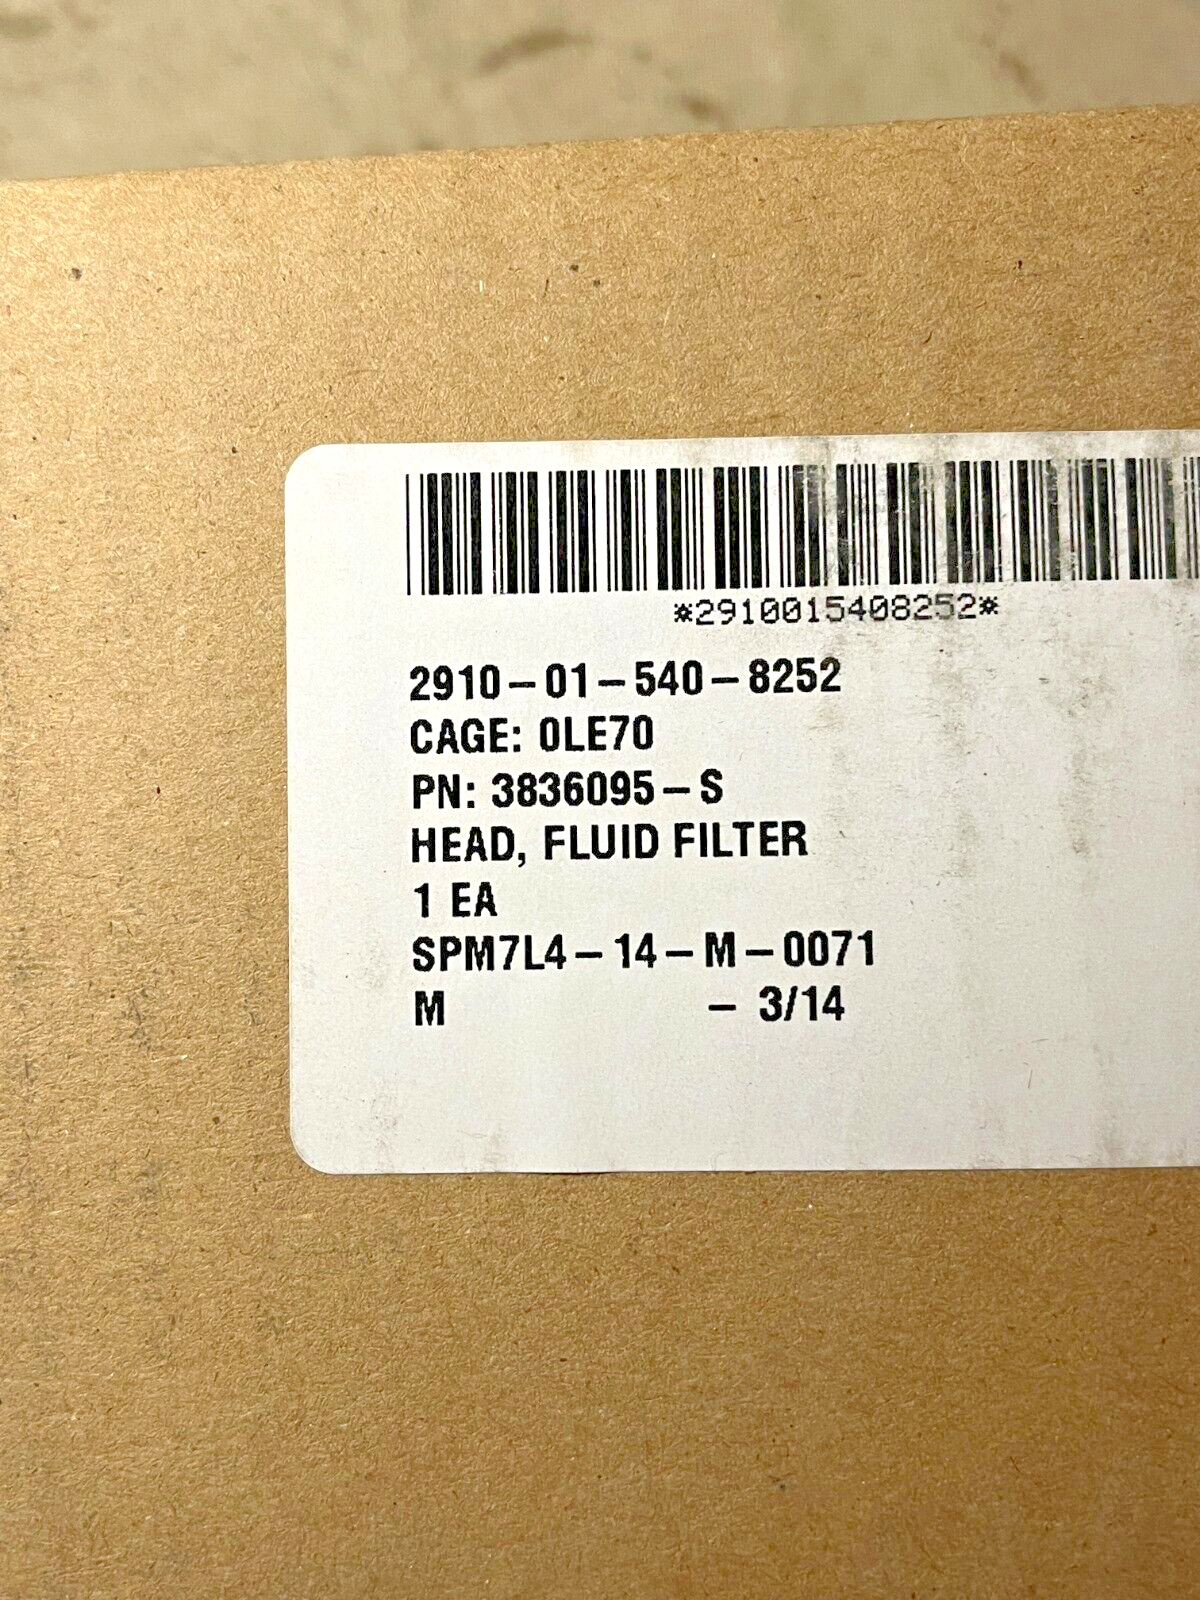 *2910015408252*
2910-01-540-8252
CAGE: 0LE70
PN: 3836095-S
HEAD, FLUID FILTER
1 EA
SPM7L4-14-M-0071
M - 3/14